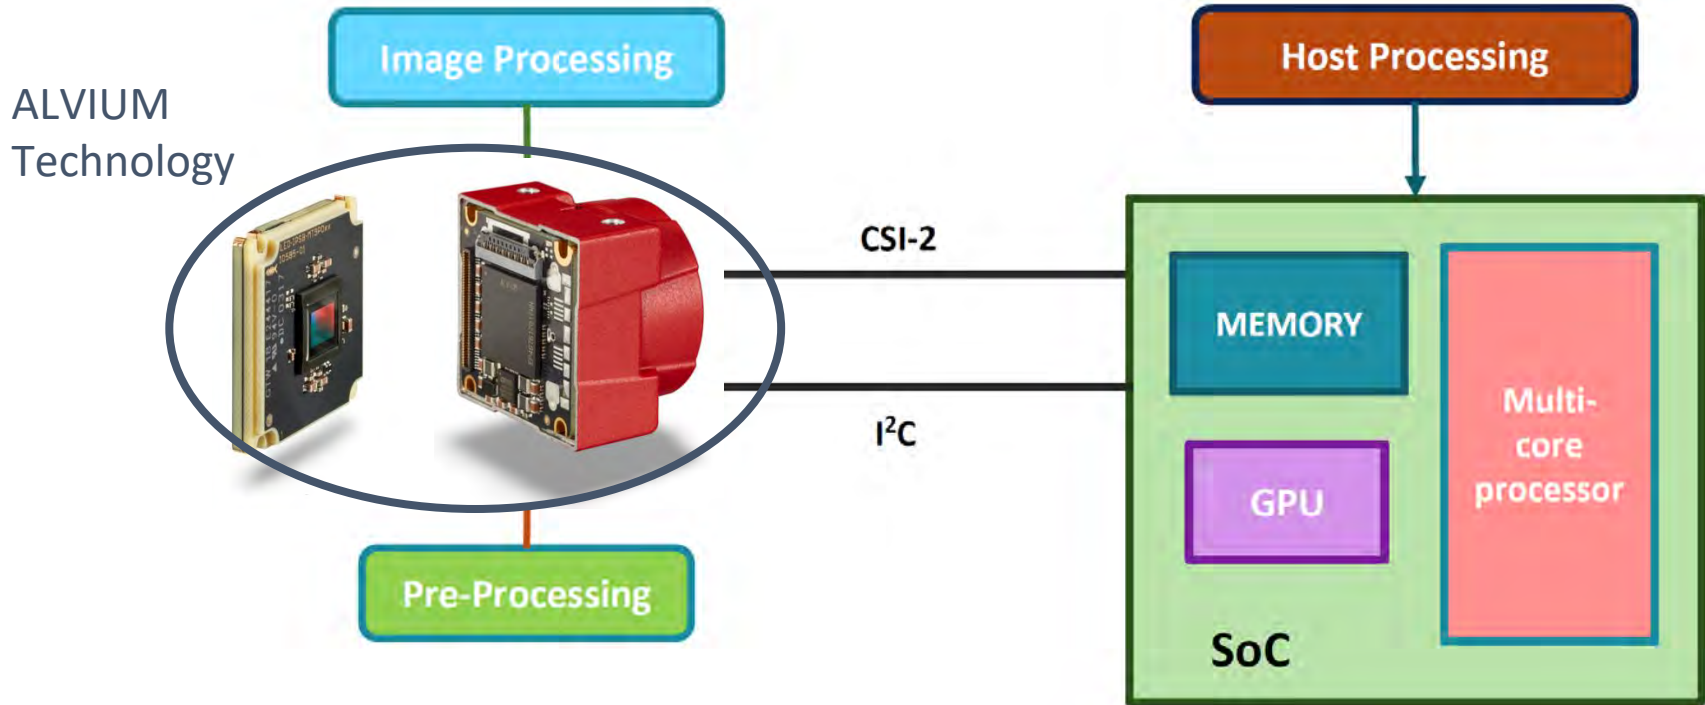 Image Processing
Host Processing
ALVIUM
Technology
CSI-2
I²C
MEMORY
GPU
Multi-
core
processor
SoC
Pre-Processing